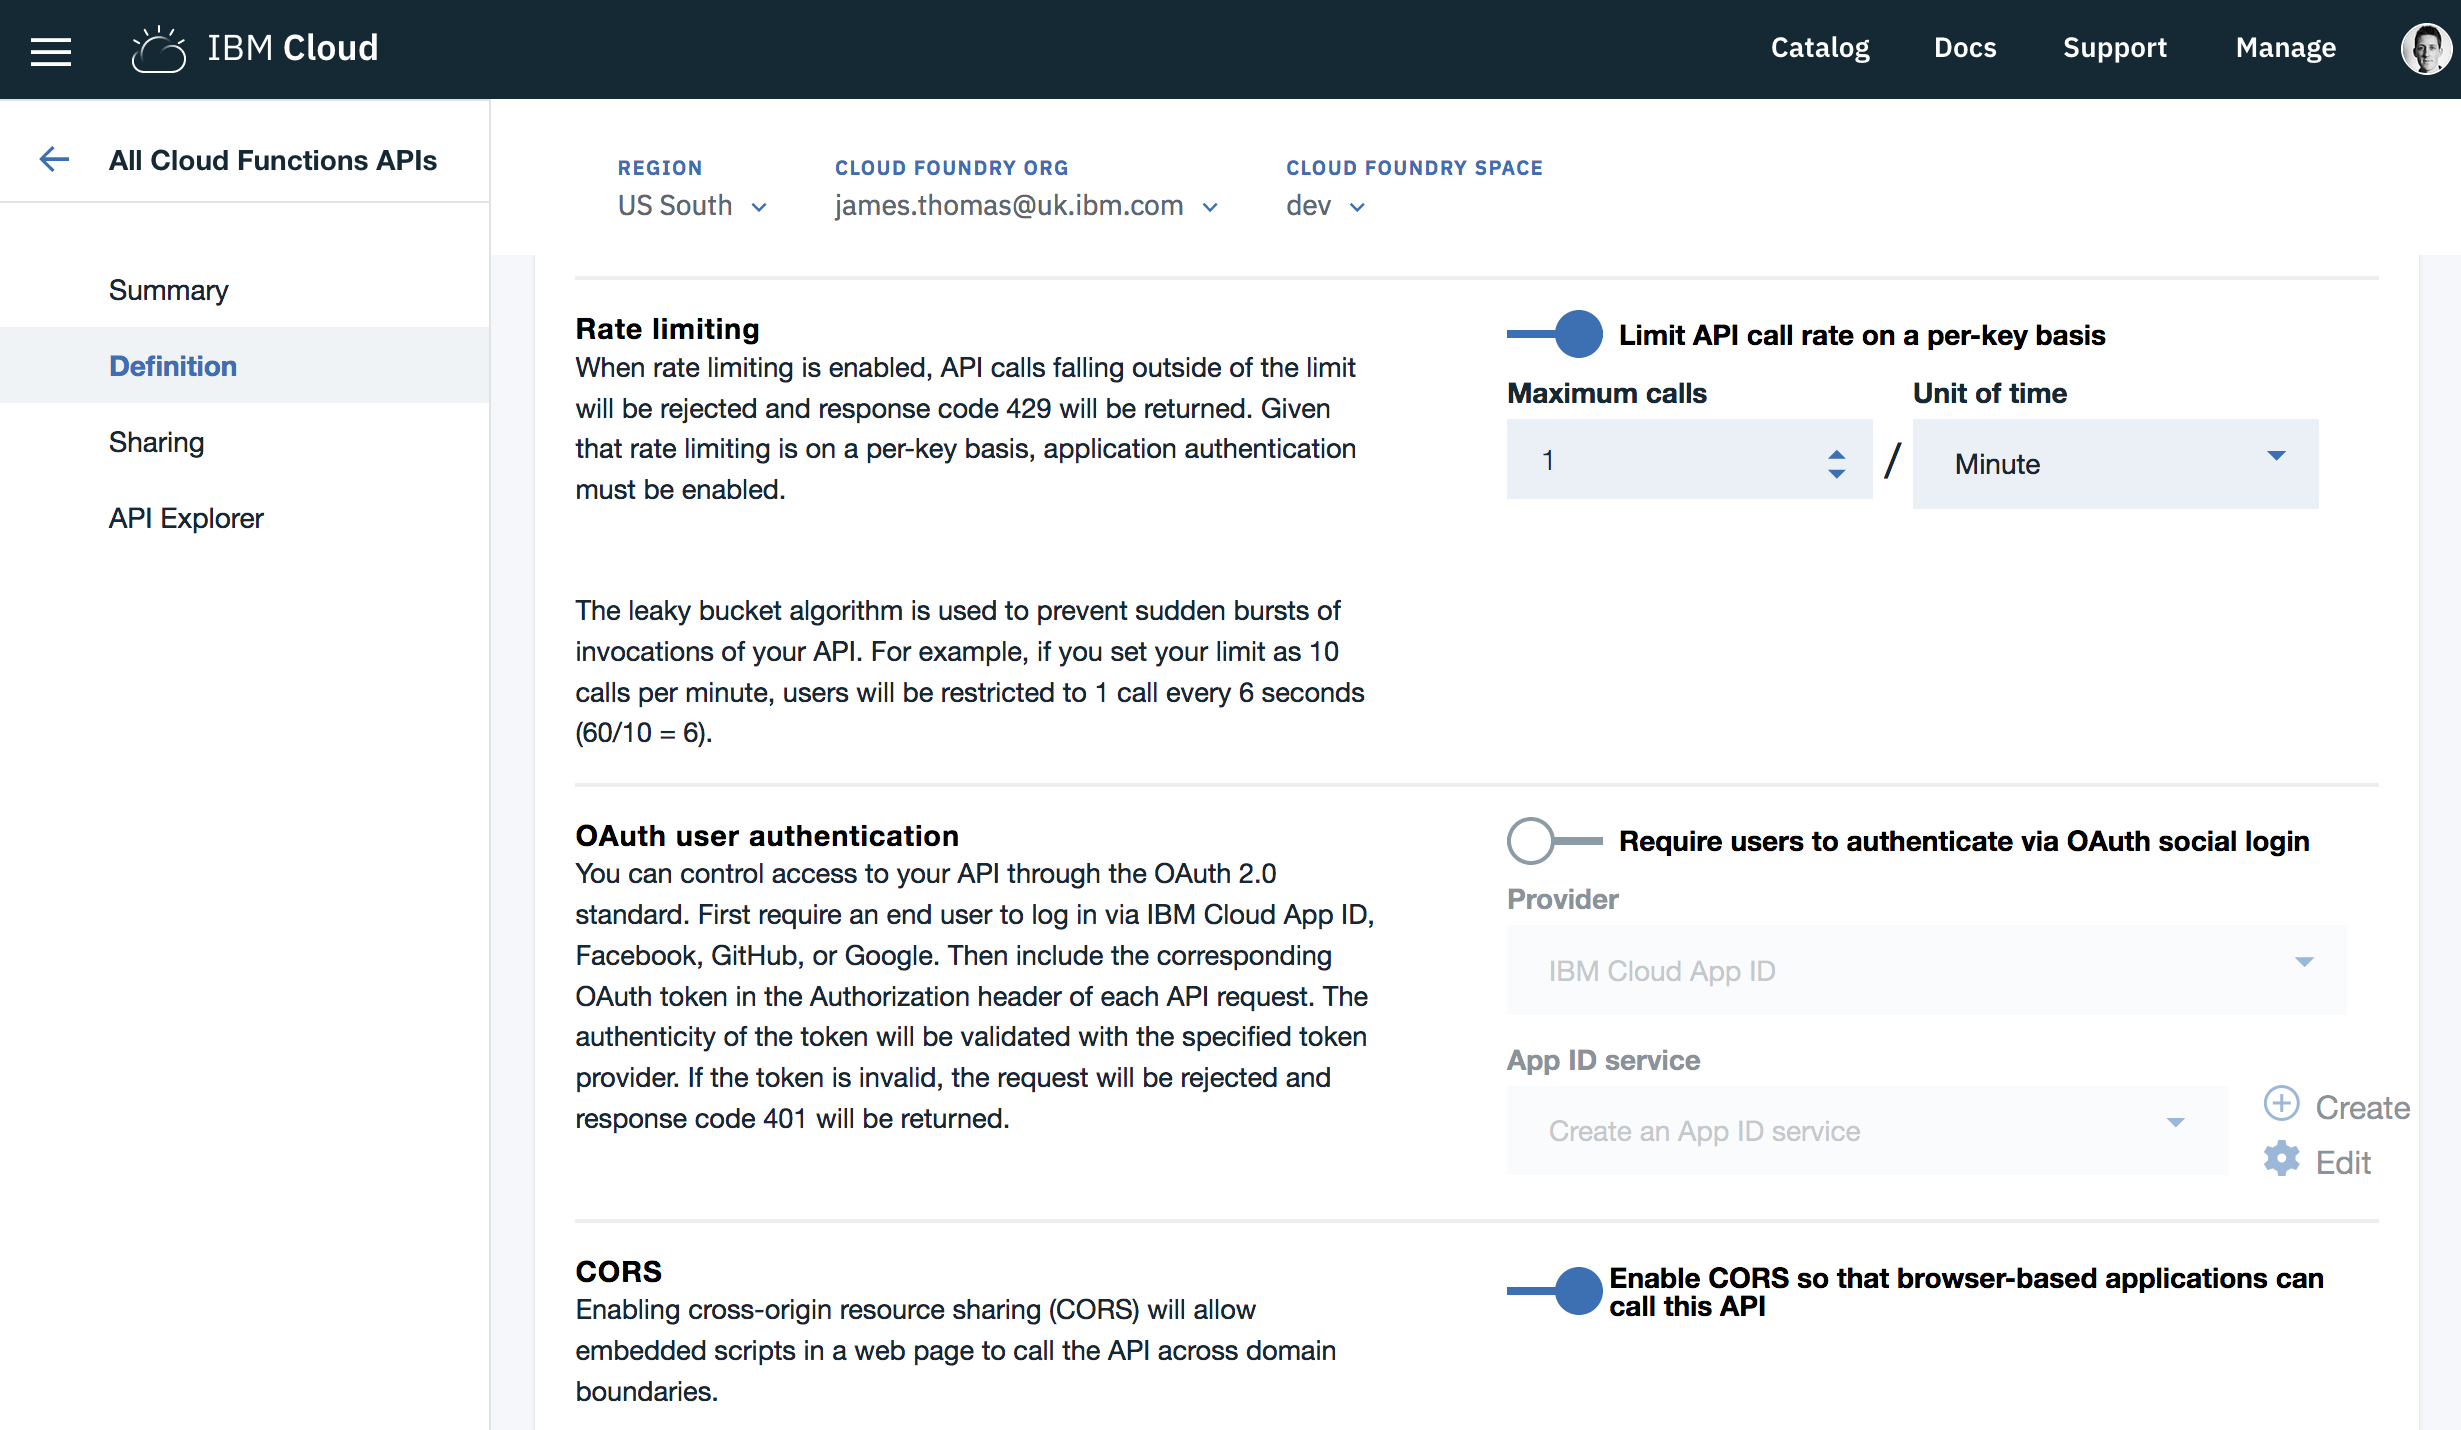 IBM Cloud
Catalog
Docs
Support
Manage
All Cloud Functions APIs
Summary
Definition
Sharing
API Explorer
REGION
US South
CLOUD FOUNDRY ORG
james.thomas@uk.ibm.com
CLOUD FOUNDRY SPACE
dev
Rate limiting
When rate limiting is enabled, API calls falling outside of the limit
will be rejected and response code 429 will be returned. Given
that rate limiting is on a per-key basis, application authentication
must be enabled.
The leaky bucket algorithm is used to prevent sudden bursts of
invocations of your API. For example, if you set your limit as 10
calls per minute, users will be restricted to 1 call every 6 seconds
(60/10 = 6).
Limit API call rate on a per-key basis
Maximum calls
1
/
Unit of time
Minute
OAuth user authentication
You can control access to your API through the OAuth 2.0
standard. First require an end user to log in via IBM Cloud App ID,
Facebook, GitHub, or Google. Then include the corresponding
OAuth token in the Authorization header of each API request. The
authenticity of the token will be validated with the specified token
provider. If the token is invalid, the request will be rejected and
response code 401 will be returned.
Require users to authenticate via OAuth social login
Provider
IBM Cloud App ID
App ID service
Create an App ID service
Create
Edit
CORS
Enabling cross-origin resource sharing (CORS) will allow
embedded scripts in a web page to call the API across domain
boundaries.
Enable CORS so that browser-based applications can
call this API